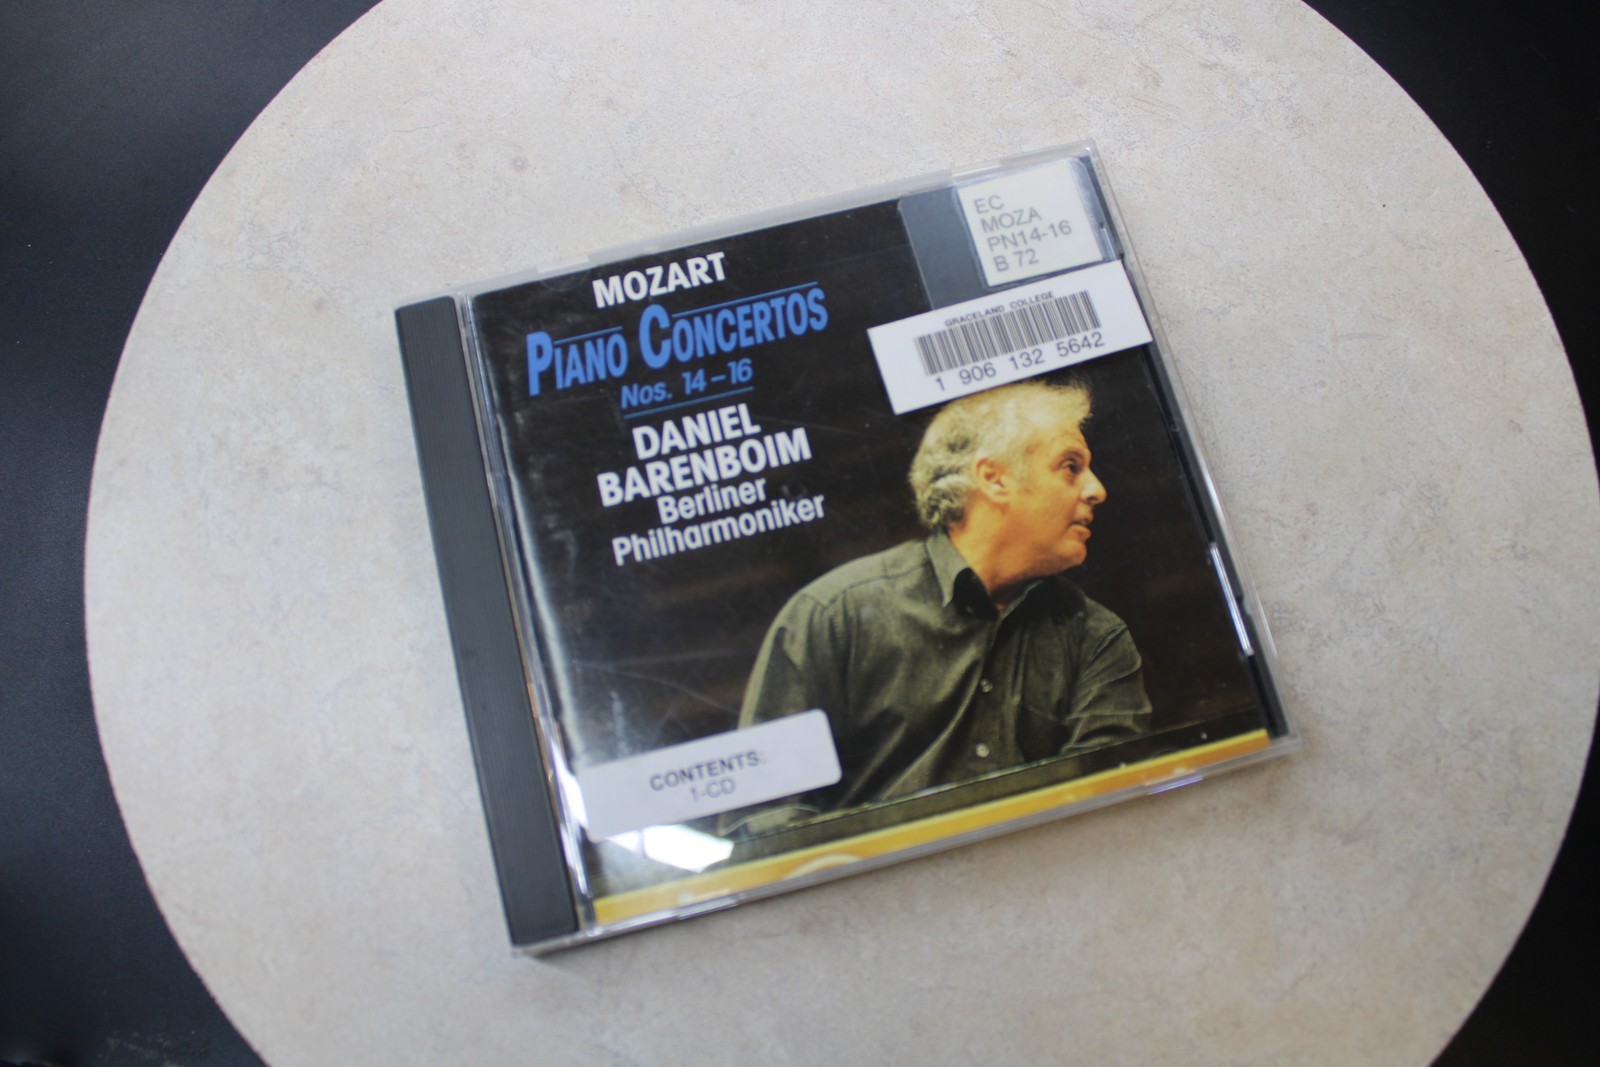 MOZART
PIANO CONCERTOS
Nos. 14-16
DANIEL
BARENBOIM
Berliner
Philharmoniker
EC
MOZA
PN14-16
B 72
GRACELAND COLLEGE
1 906 132 5642
CONTENTS:
1-CD